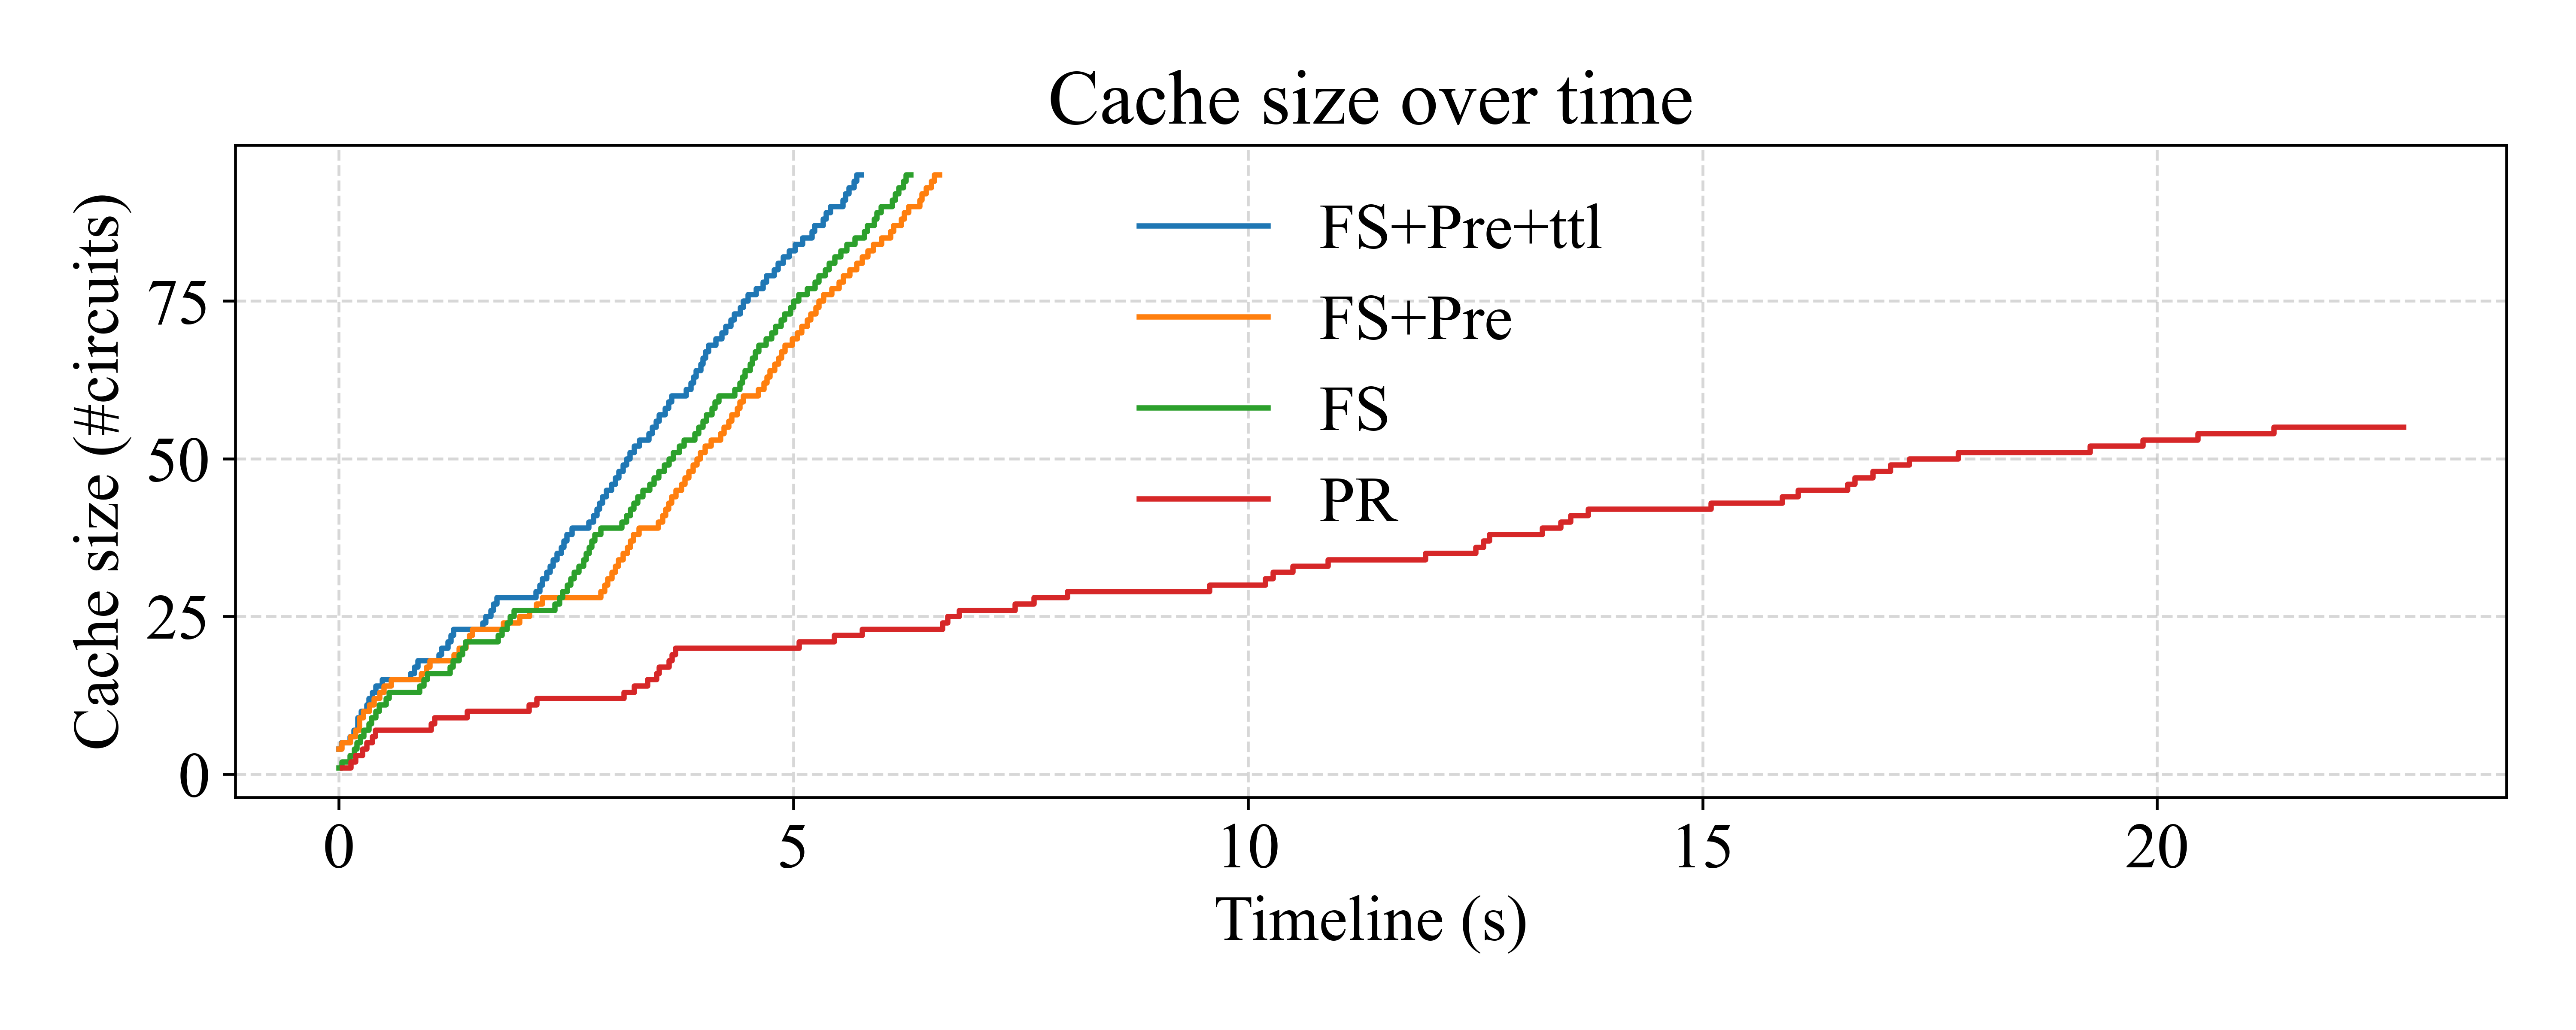 Cache size over time
Cache size (#circuits)
75
50
25
0
FS+Pre+ttl
FS+Pre
FS
PR
0 5 10 15 20
Timeline (s)